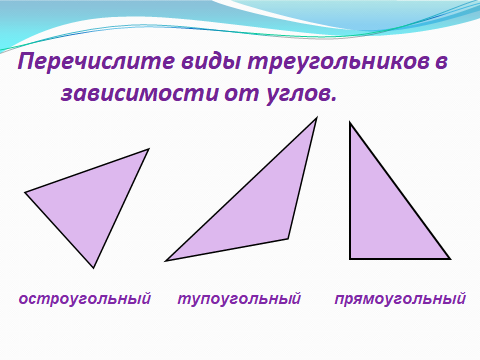 Перечислите виды треугольников в
зависимости от углов.
остроугольный тупоугольный прямоугольный